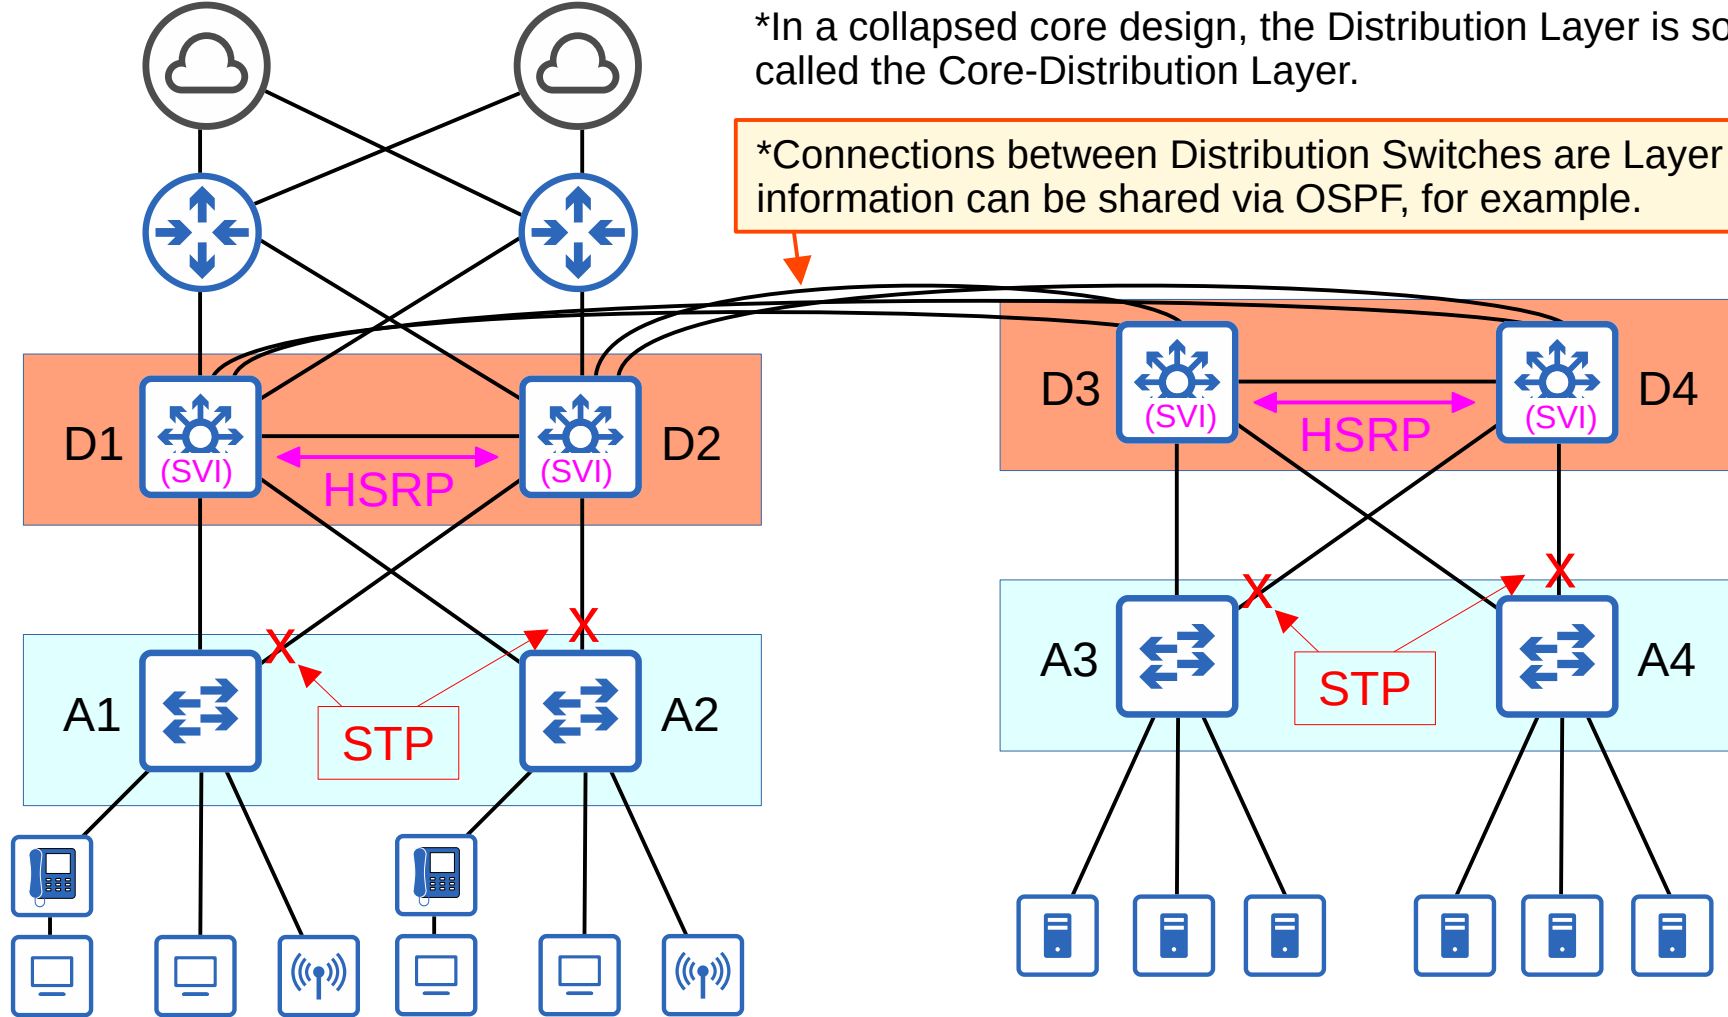 *In a collapsed core design, the Distribution Layer is so
called the Core-Distribution Layer.
*Connections between Distribution Switches are Layer
information can be shared via OSPF, for example.
D1
(SVI)
HSRP
(SVI)
D2
D3
(SVI)
HSRP
(SVI)
D4
X
X
A1
STP
A2
X
X
A3
STP
A4